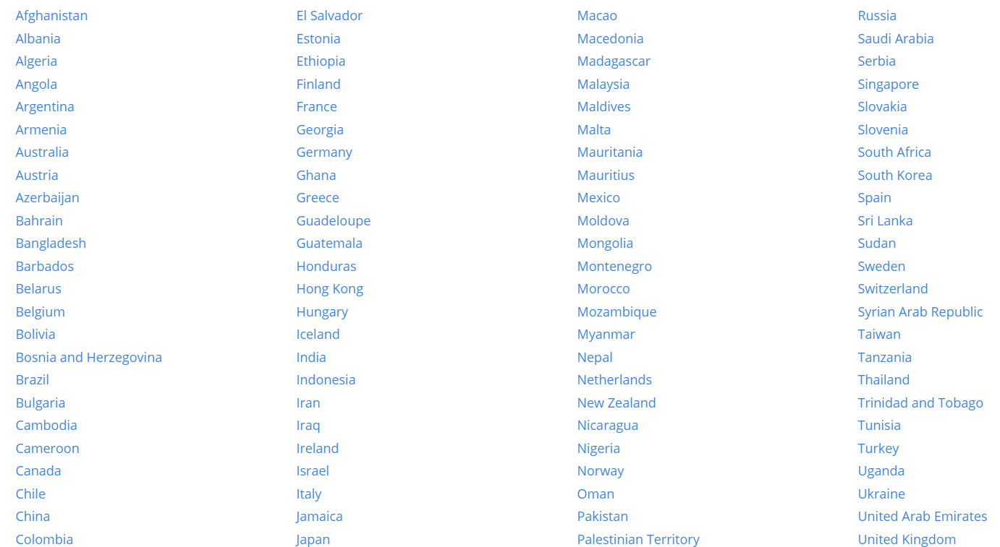 Afghanistan
Albania
Algeria
Angola
Argentina
Armenia
Australia
Austria
Azerbaijan
Bahrain
Bangladesh
Barbados
Belarus
Belgium
Bolivia
Bosnia and Herzegovina
Brazil
Bulgaria
Cambodia
Cameroon
Canada
Chile
China
Colombia
El Salvador
Estonia
Ethiopia
Finland
France
Georgia
Germany
Ghana
Greece
Guadeloupe
Guatemala
Honduras
Hong Kong
Hungary
Iceland
India
Indonesia
Iran
Iraq
Ireland
Israel
Italy
Jamaica
Japan
Macao
Macedonia
Madagascar
Malaysia
Maldives
Malta
Mauritania
Mauritius
Mexico
Moldova
Mongolia
Montenegro
Morocco
Mozambique
Myanmar
Nepal
Netherlands
New Zealand
Nicaragua
Nigeria
Norway
Oman
Pakistan
Palestinian Territory
Russia
Saudi Arabia
Serbia
Singapore
Slovakia
Slovenia
South Africa
South Korea
Spain
Sri Lanka
Sudan
Sweden
Switzerland
Syrian Arab Republic
Taiwan
Tanzania
Thailand
Trinidad and Tobago
Tunisia
Turkey
Uganda
Ukraine
United Arab Emirates
United Kingdom